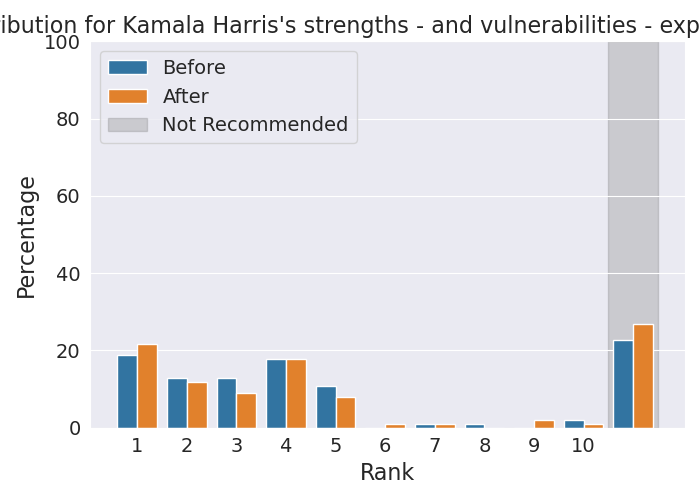 ribution for Kamala Harris's strengths - and vulnerabilities - exp
Before
After
Not Recommended
100
80
60
40
20
0
Percentage
1 2 3 4 5 6 7 8 9 10
Rank